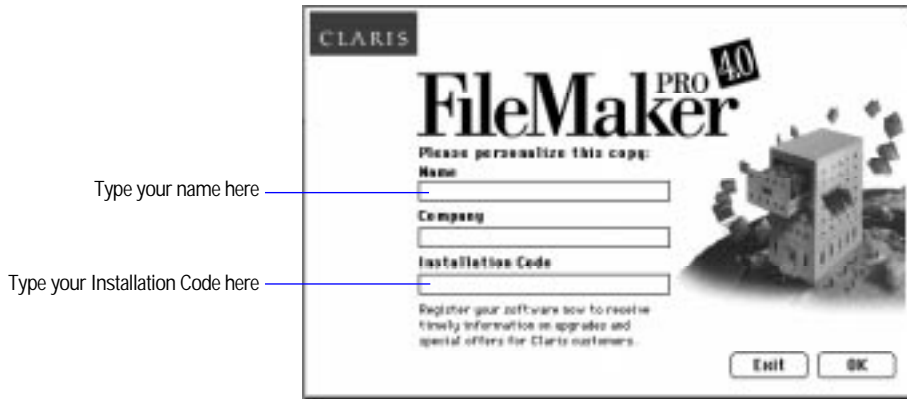 CLARIS
FileMaker PRO 4.0
Please personalize this copy:
Name
Type your name here
Company
Installation Code
Type your Installation Code here
Register your software now to receive
timely information on upgrades and
special offers for Claris customers.
Exit OK